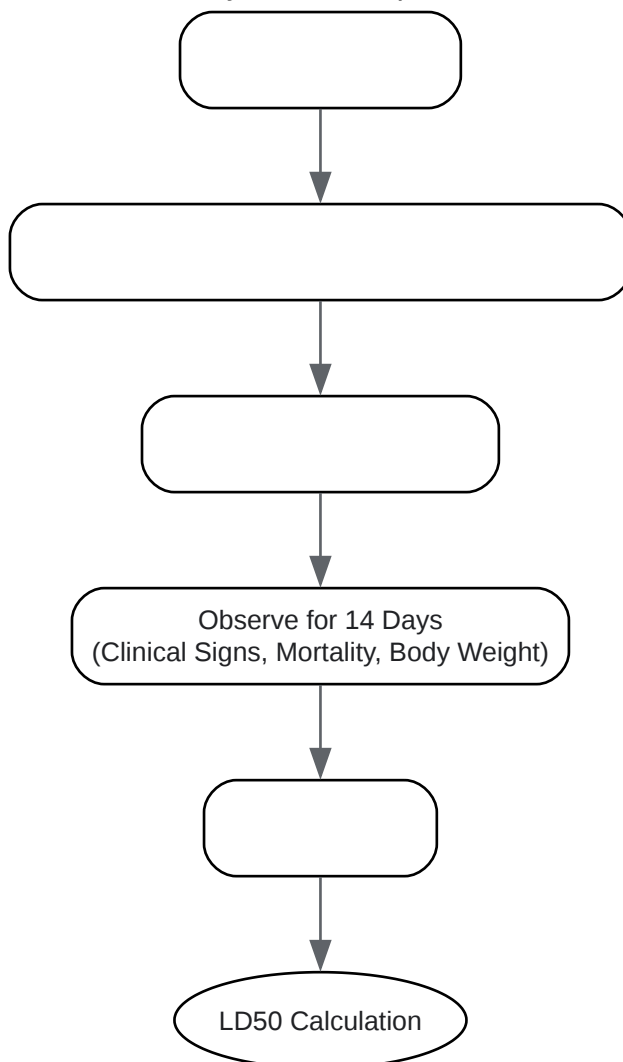 Observe for 14 Days
(Clinical Signs, Mortality, Body Weight)
LD50 Calculation